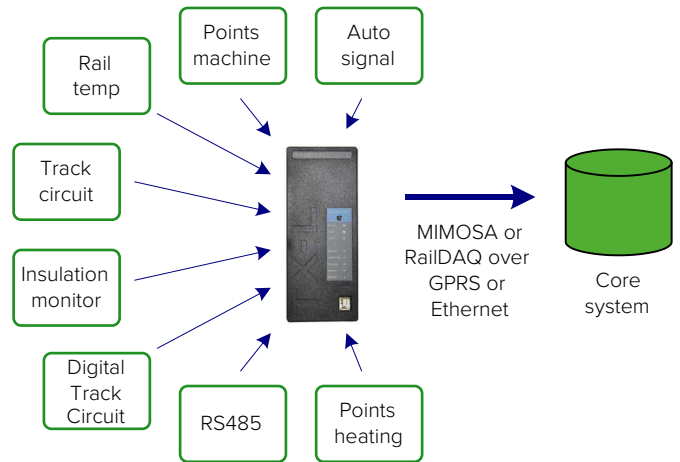 Points
machine
Auto
signal
Rail
temp
Track
circuit
Insulation
monitor
Digital
Track
Circuit
RS485
Points
heating
MIMOSA or
RailDAQ over
GPRS or
Ethernet
Core
system